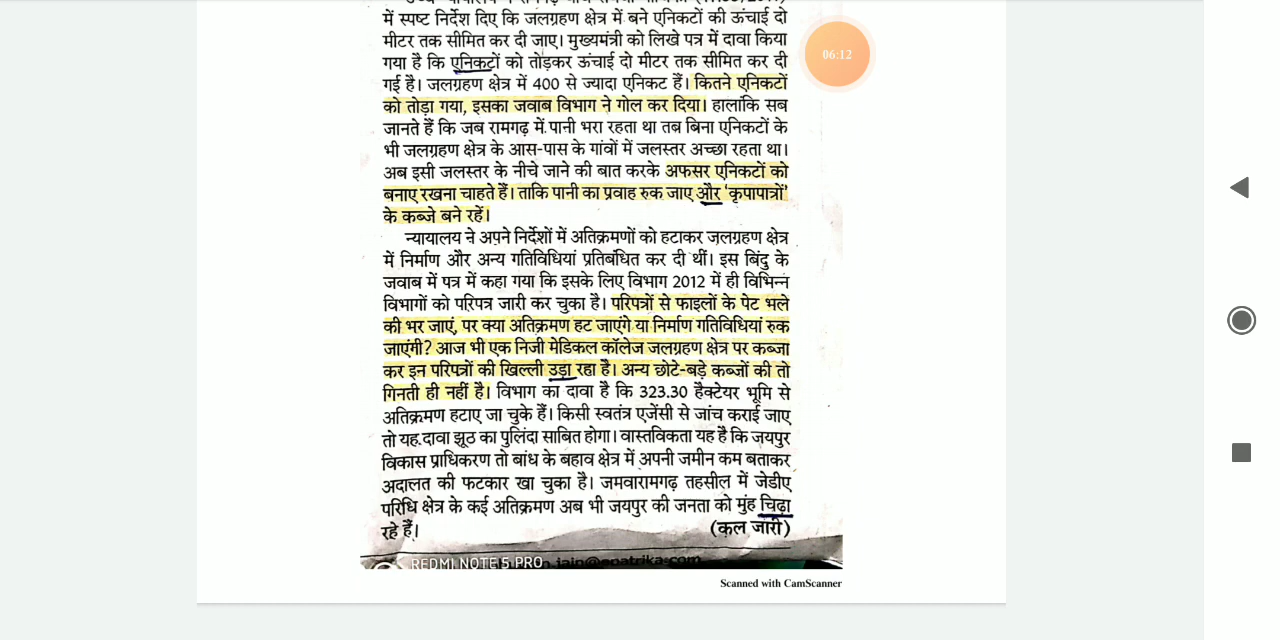 में स्पष्ट निर्देश दिए कि जलग्रहण क्षेत्र में बने एनिकटों की ऊंचाई दो
मीटर तक सीमित कर दी जाए। मुख्यमंत्री को लिखे पत्र में दावा किया
गया है कि एनिकटों को तोड़कर ऊंचाई दो मीटर तक सीमित कर दी
गई है। जलग्रहण क्षेत्र में 400 से ज्यादा एनिकट हैं। कितने एनिकटों
को तोड़ा गया, इसका जवाब विभाग ने गोल कर दिया। हालांकि सब
जानते हैं कि जब रामगढ़ में पानी भरा रहता था तब बिना एनिकटों के
भी जलग्रहण क्षेत्र के आस-पास के गांवों में जलस्तर अच्छा रहता था।
अब इसी जलस्तर के नीचे जाने की बात करके अफसर एनिकटों को
बनाए रखना चाहते हैं। ताकि पानी का प्रवाह रुक जाए और 'कृपापात्रों'
के कब्जे बने रहें।
न्यायालय ने अपने निर्देशों में अतिक्रमणों को हटाकर जलग्रहण क्षेत्र
में निर्माण और अन्य गतिविधियां प्रतिबंधित कर दी थीं। इस बिंदु के
जवाब में पत्र में कहा गया कि इसके लिए विभाग 2012 में ही विभिन्न
विभागों को परिपत्र जारी कर चुका है। परिपत्रों से फाइलों के पेट भले
की भर जाएं, पर क्या अतिक्रमण हट जाएंगे या निर्माण गतिविधियां रुक
जाएंगी? आज भी एक निजी मेडिकल कॉलेज जलग्रहण क्षेत्र पर कब्जा
कर इन परिपत्रों की खिल्ली उड़ा रहा है। अन्य छोटे-बड़े कब्जों की तो
गिनती ही नहीं है। विभाग का दावा है कि 323.30 हैक्टेयर भूमि से
अतिक्रमण हटाए जा चुके हैं। किसी स्वतंत्र एजेंसी से जांच कराई जाए
तो यह दावा झूठ का पुलिंदा साबित होगा। वास्तविकता यह है कि जयपुर
विकास प्राधिकरण तो बांध के बहाव क्षेत्र में अपनी जमीन कम बताकर
अदालत की फटकार खा चुका है। जमवारामगढ़ तहसील में जेडीए
परिधि क्षेत्र के कई अतिक्रमण अब भी जयपुर की जनता को मुंह चिढ़ा
रहे हैं। (कल जारी)
REDMI NOTE 5 PRO jain@epatrika.com
Scanned with CamScanner
06:12